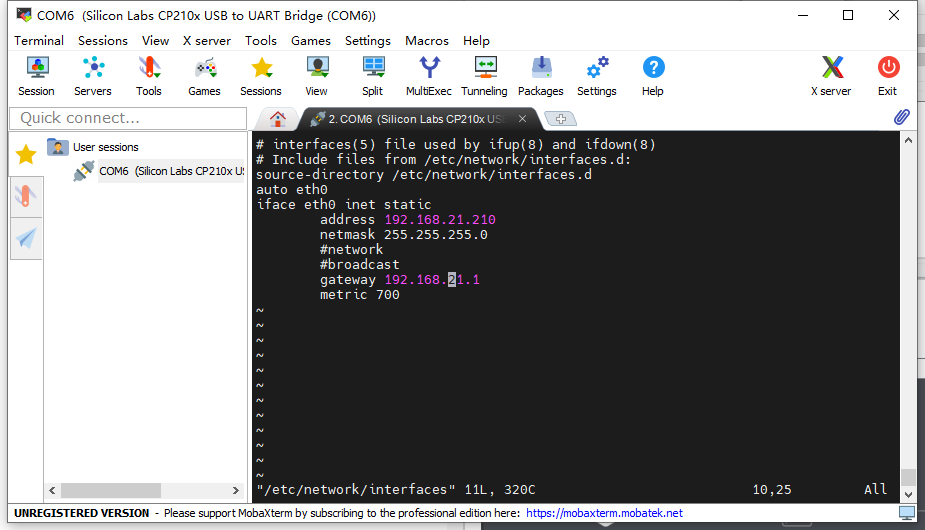 COM6 (Silicon Labs CP210x USB to UART Bridge (COM6))
Terminal Sessions View X server Tools Games Settings Macros Help
Session Servers Tools Games Sessions View Split MultiExec Tunneling Packages Settings Help X server Exit
Quick connect...
2. COM6 (Silicon Labs CP210x US
User sessions
COM6 (Silicon Labs CP210x U
# interfaces(5) file used by ifup(8) and ifdown(8)
# Include files from /etc/network/interfaces.d:
source-directory /etc/network/interfaces.d
auto eth0
iface eth0 inet static
address 192.168.21.210
netmask 255.255.255.0
#network
#broadcast
gateway 192.168.21.1
metric 700
~
~
~
~
~
~
~
~
~
~
~
~
"/etc/network/interfaces" 11L, 320C 10,25 All
UNREGISTERED VERSION - Please support MobaXterm by subscribing to the professional edition here: https://mobaxterm.mobatek.net